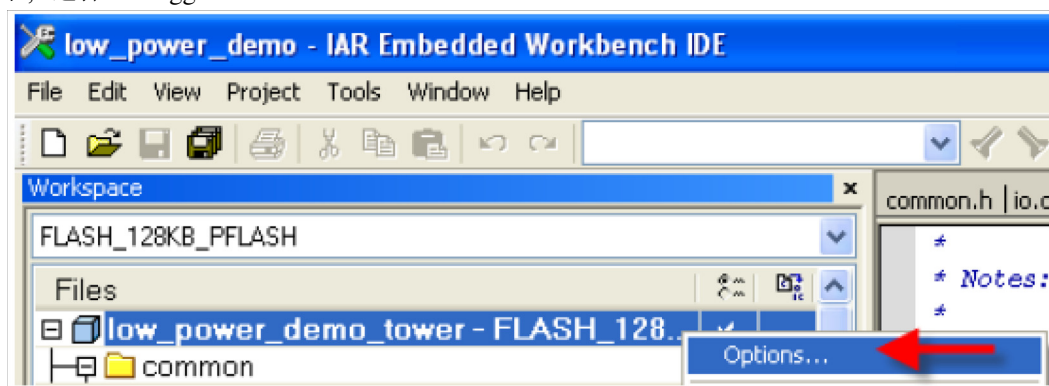 low_power_demo - IAR Embedded Workbench IDE
File Edit View Project Tools Window Help
Workspace
common.h | io.c
FLASH_128KB_PFLASH
*
Files
* Notes:
*
low_power_demo_tower - FLASH_128...
Options...
common